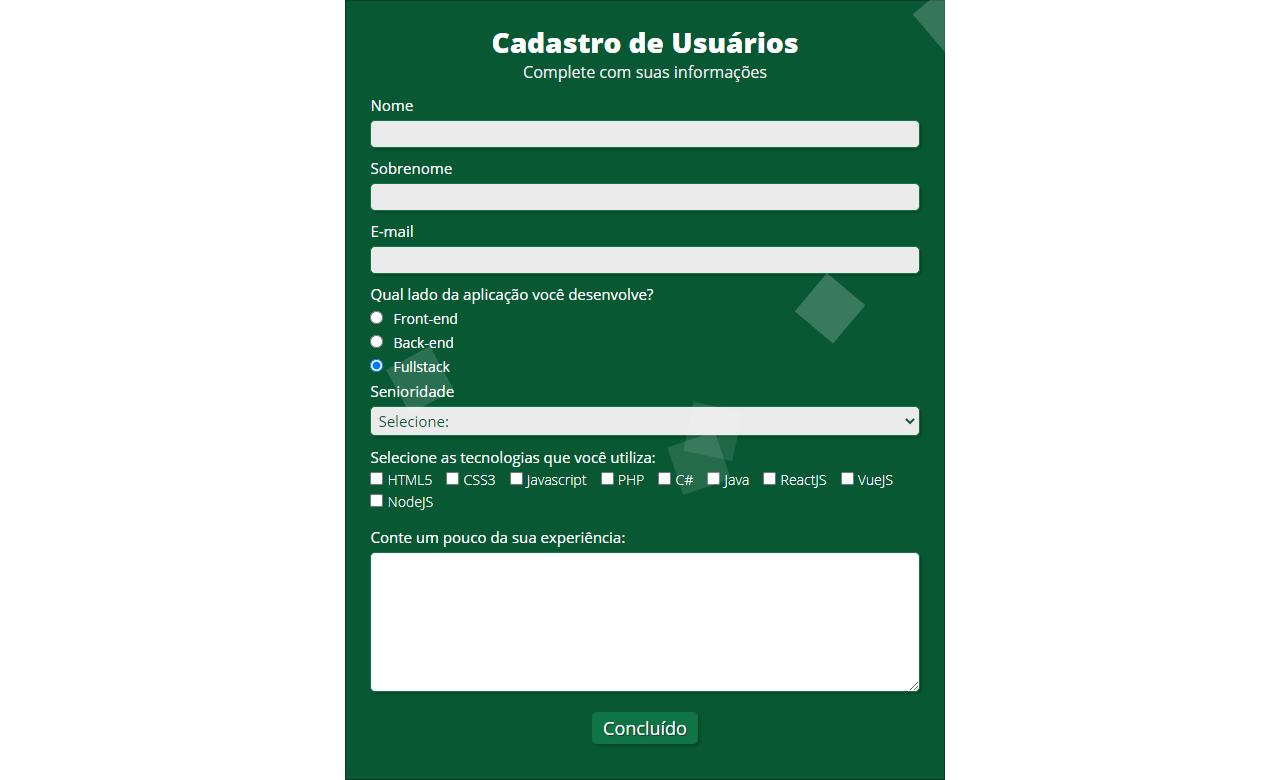 Cadastro de Usuários
Complete com suas informações
Nome
Sobrenome
E-mail
Qual lado da aplicação você desenvolve?
Front-end
Back-end
Fullstack
Senioridade
Selecione:
Selecione as tecnologias que você utiliza:
HTML5 CSS3 Javascript PHP C# Java ReactJS VueJS
NodeJS
Conte um pouco da sua experiência:
Concluído